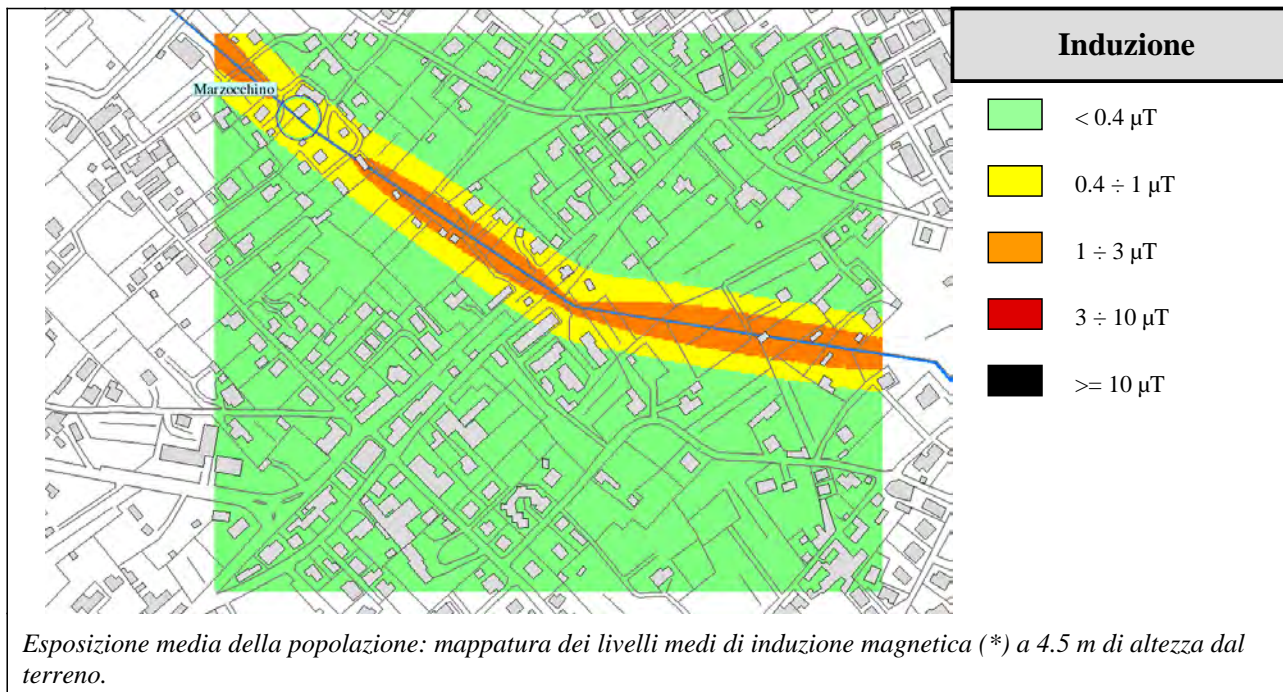 Marzocchino
Induzione
< 0.4 µT
0.4 ÷ 1 µT
1 ÷ 3 µT
3 ÷ 10 µT
>= 10 µT
Esposizione media della popolazione: mappatura dei livelli medi di induzione magnetica (*) a 4.5 m di altezza dal
terreno.